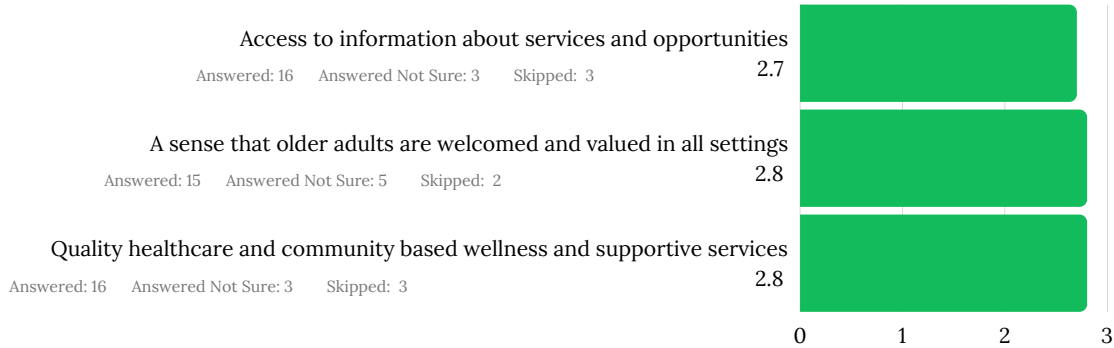 Access to information about services and opportunities
Answered: 16 Answered Not Sure: 3 Skipped: 3
2.7
A sense that older adults are welcomed and valued in all settings
Answered: 15 Answered Not Sure: 5 Skipped: 2
2.8
Quality healthcare and community based wellness and supportive services
Answered: 16 Answered Not Sure: 3 Skipped: 3
2.8
0 1 2 3